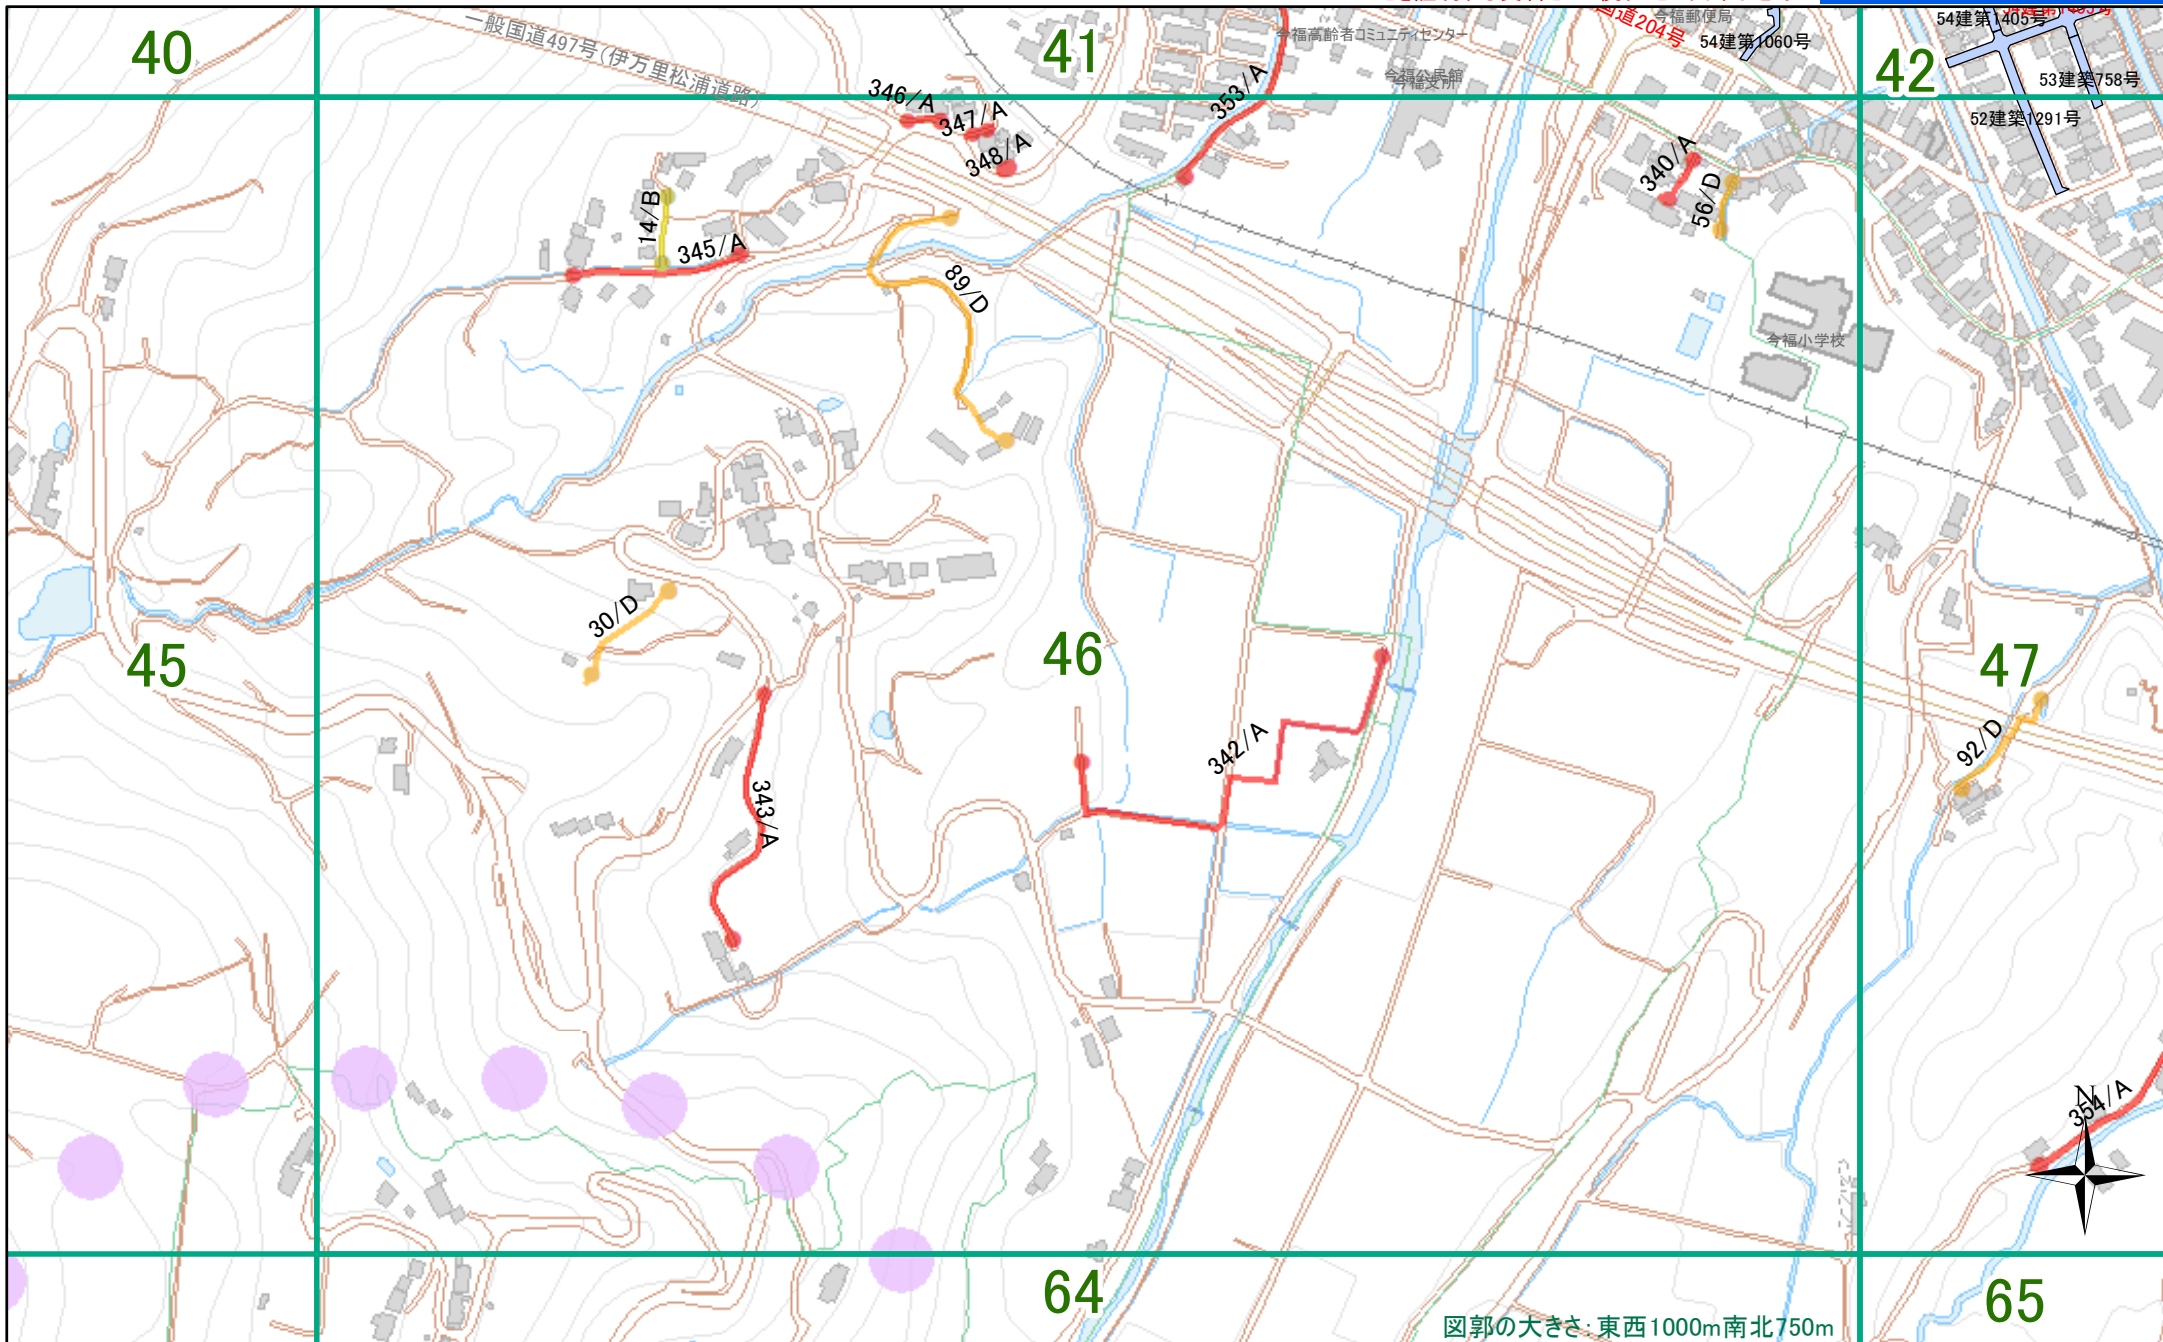 40
一般国道497号(伊万里松浦道路)
41
今福高齢者コミュニティセンター
今福公民館
今福支所
国道204号
今福郵便局
54建第1060号
54建第1405号
42
53建築758号
52建築1291号
346/A
347/A
348/A
353/A
340/A
56/D
14/B
345/A
89/D
今福小学校
30/D
45
46
47
342/A
343/A
92/D
N
354/A
64
65
図郭の大きさ:東西1000m南北750m